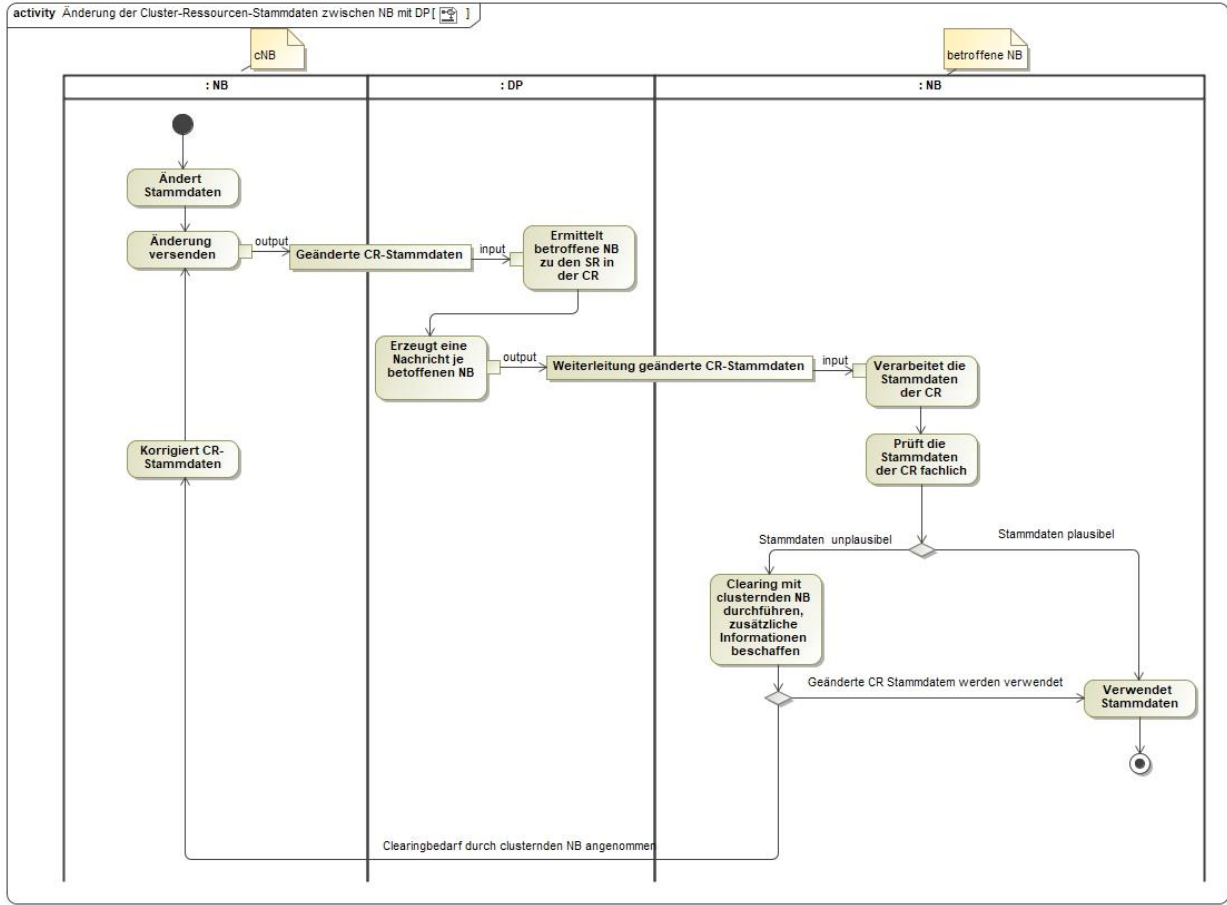 activity Änderung der Cluster-Ressourcen-Stammdaten zwischen NB mit DP[ ]
cNB
betroffene NB
: NB
: DP
: NB
Ändert
Stammdaten
Änderung
versenden
output
Geänderte CR-Stammdaten
input
Ermittelt
betroffene NB
zu den SR in
der CR
Erzeugt eine
Nachricht je
betoffenen NB
output
Weiterleitung geänderte CR-Stammdaten
input
Verarbeitet die
Stammdaten
der CR
Korrigiert CR-
Stammdaten
Prüft die
Stammdaten
der CR fachlich
Stammdaten unplausibel
Stammdaten plausibel
Clearing mit
clusternden NB
durchführen,
zusätzliche
Informationen
beschaffen
Geänderte CR Stammdatem werden verwendet
Verwendet
Stammdaten
Clearingbedarf durch clusternden NB angenommen